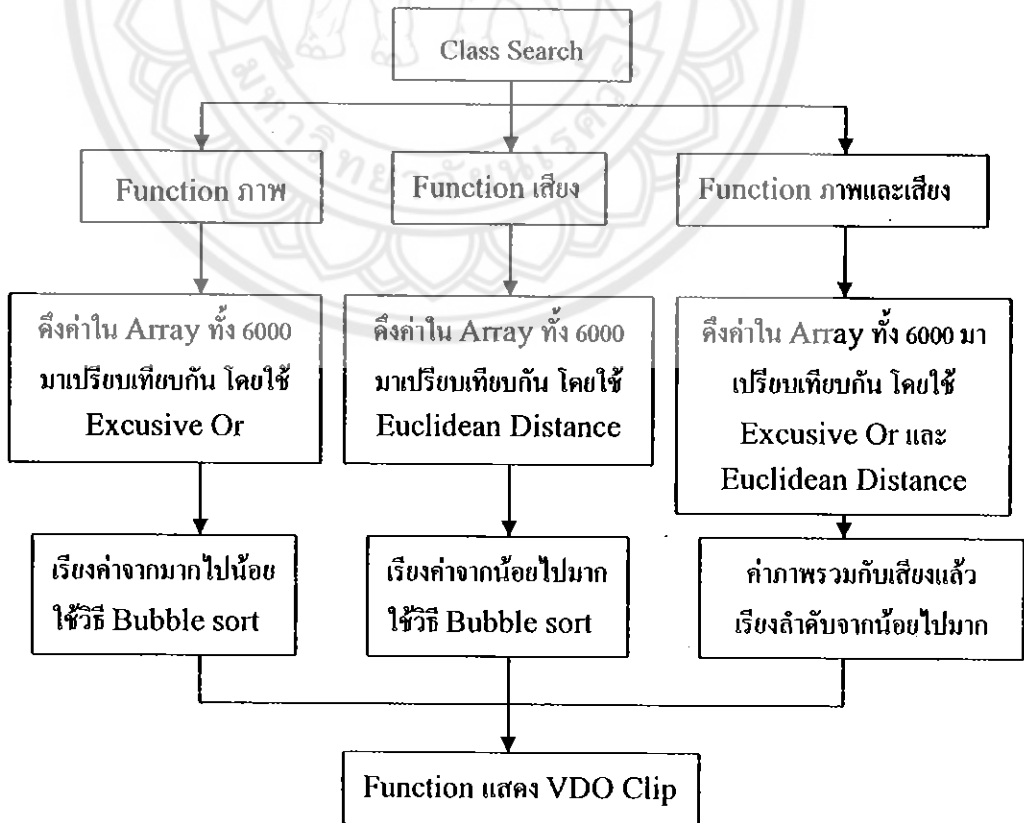 Class Search
Function ภาพ
Function เสียง
Function ภาพและเสียง
ดึงค่าใน Array ทั้ง 6000
มาเปรียบเทียบกัน โดยใช้
Excusive Or
ดึงค่าใน Array ทั้ง 6000
มาเปรียบเทียบกัน โดยใช้
Euclidean Distance
ดึงค่าใน Array ทั้ง 6000 มา
เปรียบเทียบกัน โดยใช้
Excusive Or และ
Euclidean Distance
เรียงค่าจากมากไปน้อย
ใช้วิธี Bubble sort
เรียงค่าจากน้อยไปมาก
ใช้วิธี Bubble sort
ค่าภาพรวมกับเสียงแล้ว
เรียงลำดับจากน้อยไปมาก
Function แสดง VDO Clip